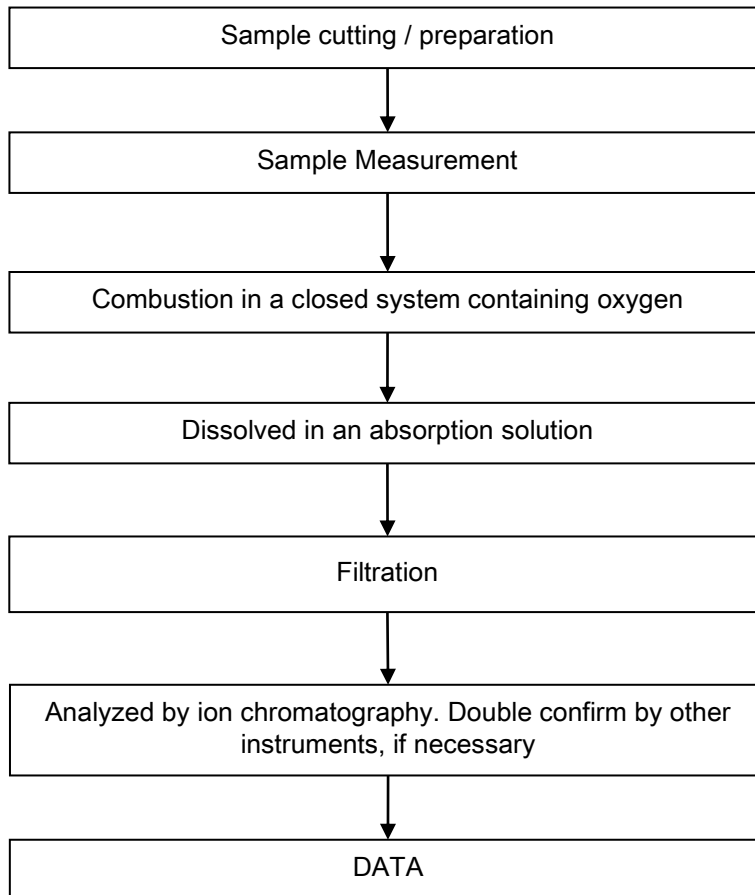 Sample cutting / preparation
Sample Measurement
Combustion in a closed system containing oxygen
Dissolved in an absorption solution
Filtration
Analyzed by ion chromatography. Double confirm by other
instruments, if necessary
DATA